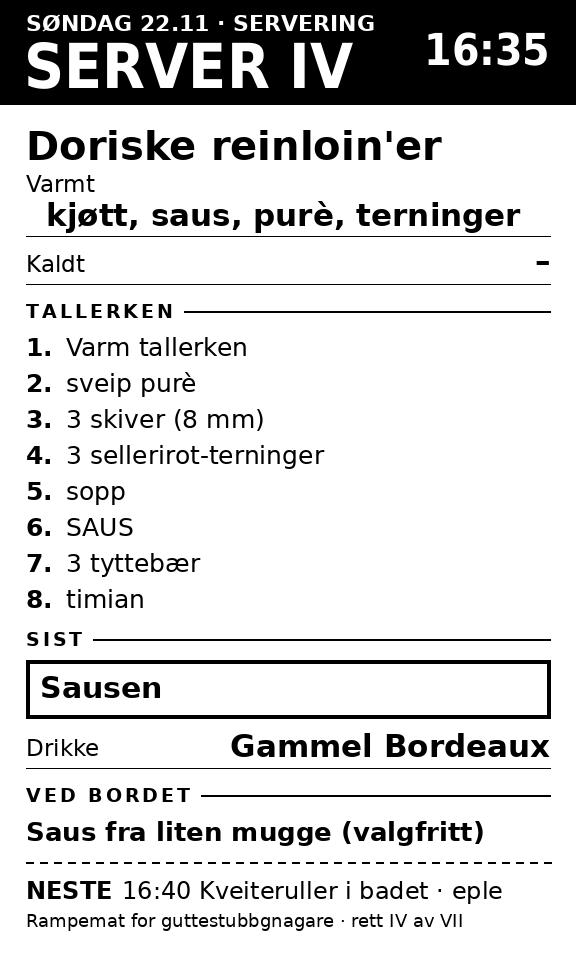 SØNDAG 22.11 · SERVERING
SERVER IV
16:35
Doriske reinloin'er
Varmt
kjøtt, saus, purè, terninger
Kaldt –
TALLERKEN
1. Varm tallerken
2. sveip purè
3. 3 skiver (8 mm)
4. 3 sellerirot-terninger
5. sopp
6. SAUS
7. 3 tyttebær
8. timian
SIST
Sausen
Drikke Gammel Bordeaux
VED BORDET
Saus fra liten mugge (valgfritt)
NESTE 16:40 Kveiteruller i badet · eple
Rampemat for guttestubbgnagare · rett IV av VII